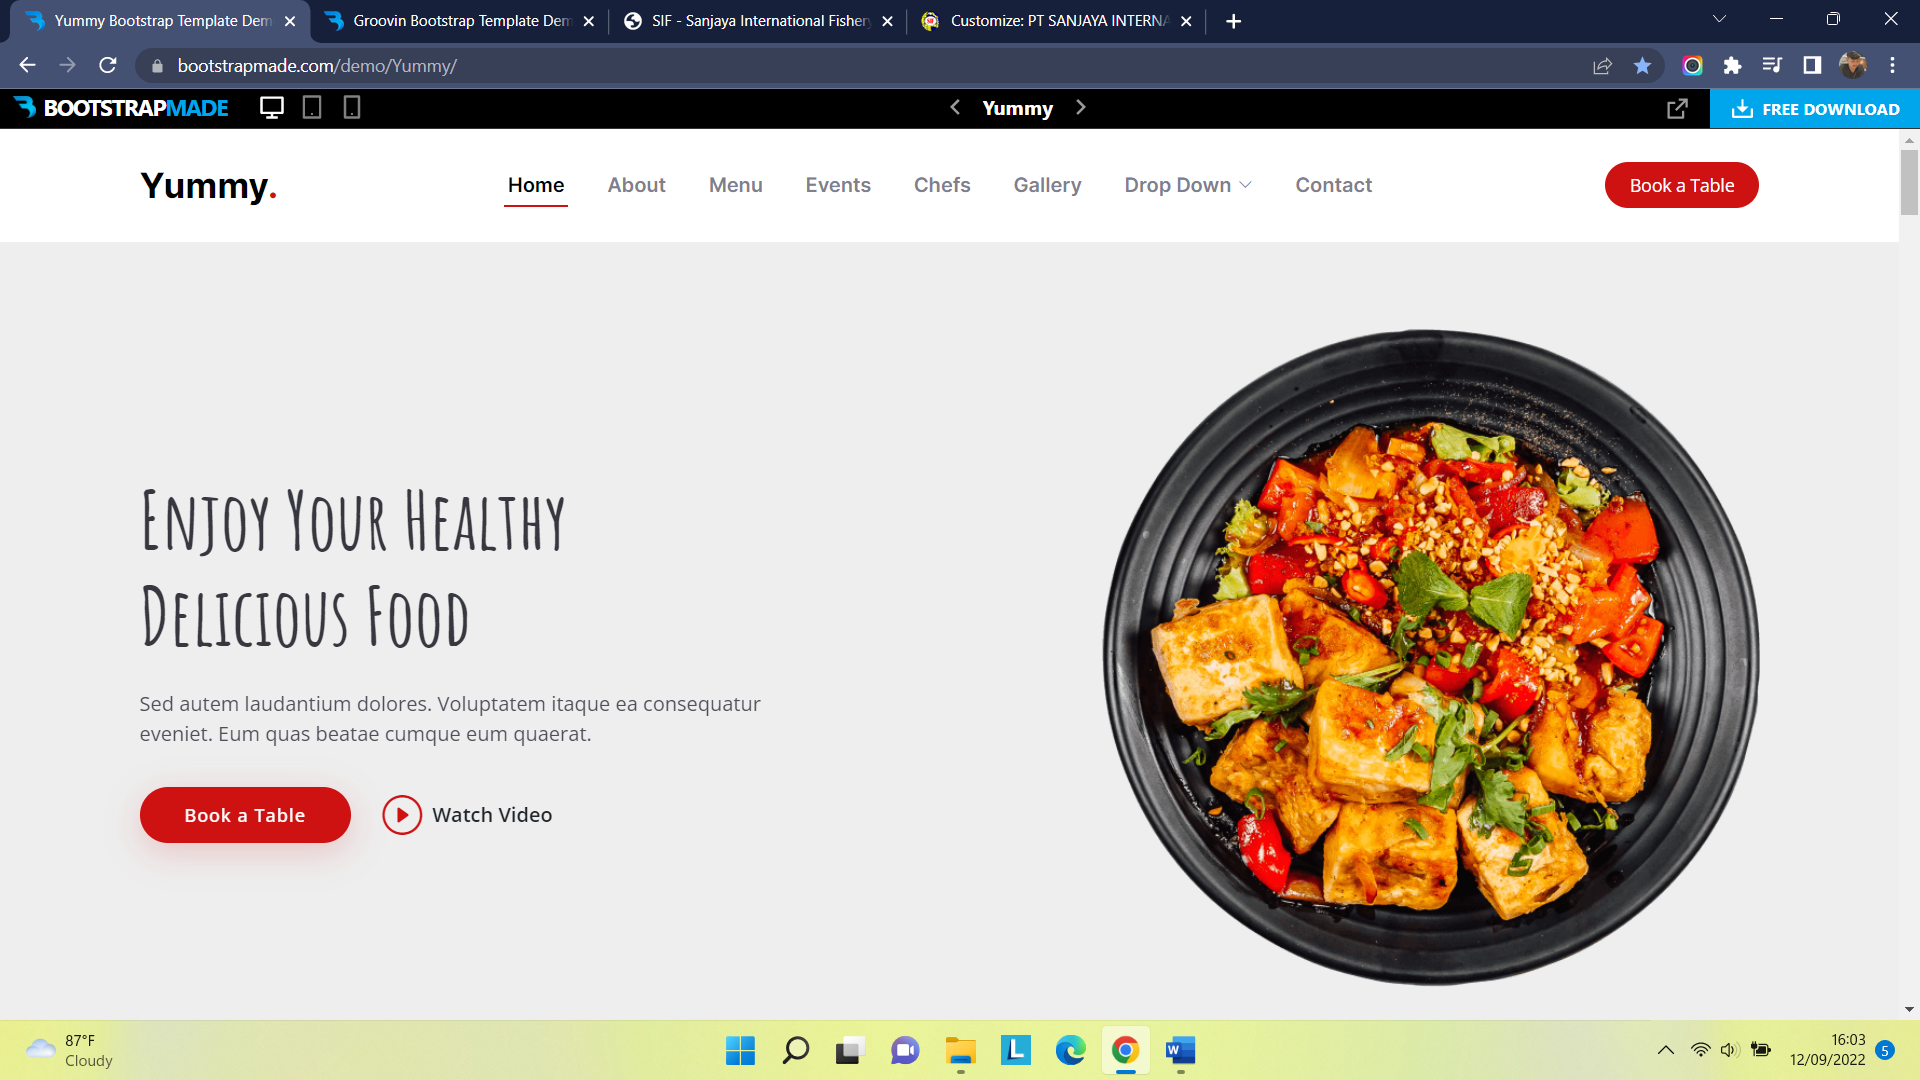 Yummy Bootstrap Template Dem
Groovin Bootstrap Template Dem
SIF - Sanjaya International Fishery
Customize: PT SANJAYA INTERNA
bootstrapmade.com/demo/Yummy/
BOOTSTRAPMADE
Yummy
FREE DOWNLOAD
Yummy.
Home
About
Menu
Events
Chefs
Gallery
Drop Down
Contact
Book a Table
Enjoy Your Healthy
Delicious Food
Sed autem laudantium dolores. Voluptatem itaque ea consequatur
eveniet. Eum quas beatae cumque eum quaerat.
Book a Table
Watch Video
87°F
Cloudy
L
W
16:03
12/09/2022
5